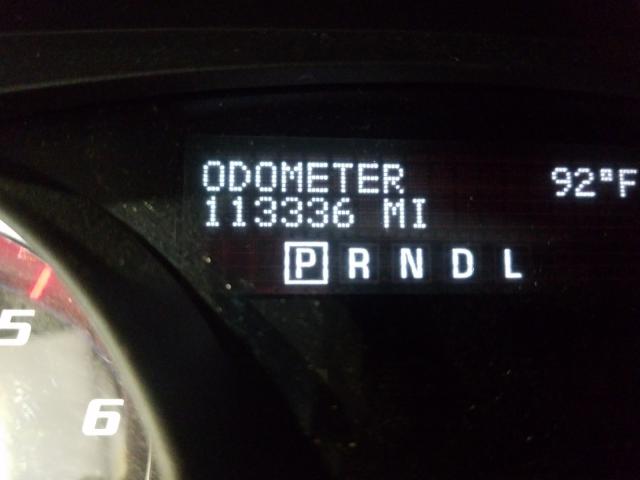 ODOMETER 92°F
113336 MI
P R N D L
5
6